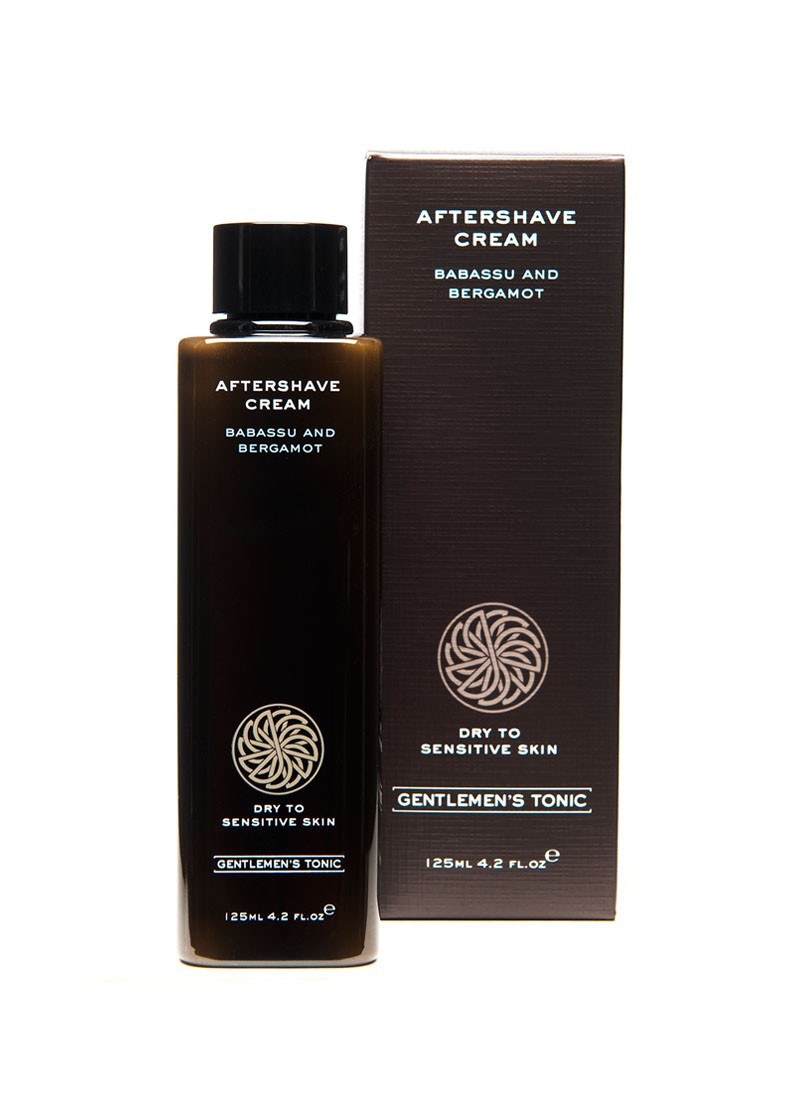 AFTERSHAVE
CREAM
BABASSU AND
BERGAMOT
DRY TO
SENSITIVE SKIN
GENTLEMEN'S TONIC
125ML 4.2 FL.OZ℮
AFTERSHAVE
CREAM
BABASSU AND
BERGAMOT
DRY TO
SENSITIVE SKIN
GENTLEMEN'S TONIC
125ML 4.2 FL.OZ℮